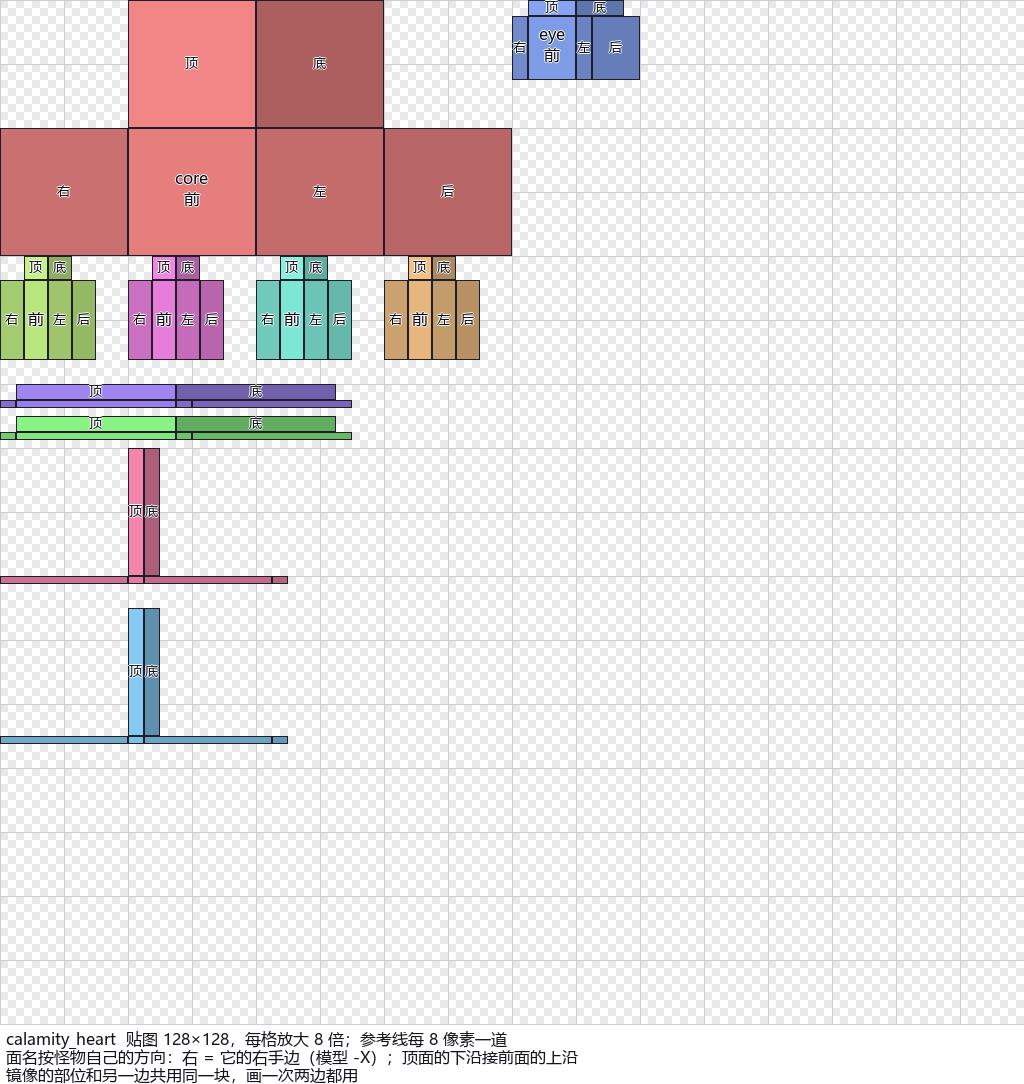 顶 底
顶 底
右 eye 左 后
前
右 core 左 后
前
顶 底 顶 底 顶 底 顶 底
右 前 左 后 右 前 左 后 右 前 左 后 右 前 左 后
顶 底
顶 底
顶 底
顶 底
calamity_heart 贴图 128×128，每格放大 8 倍；参考线每 8 像素一道
面名按怪物自己的方向：右 = 它的右手边（模型 -X）；顶面的下沿接前面的上沿
镜像的部位和另一边共用同一块，画一次两边都用